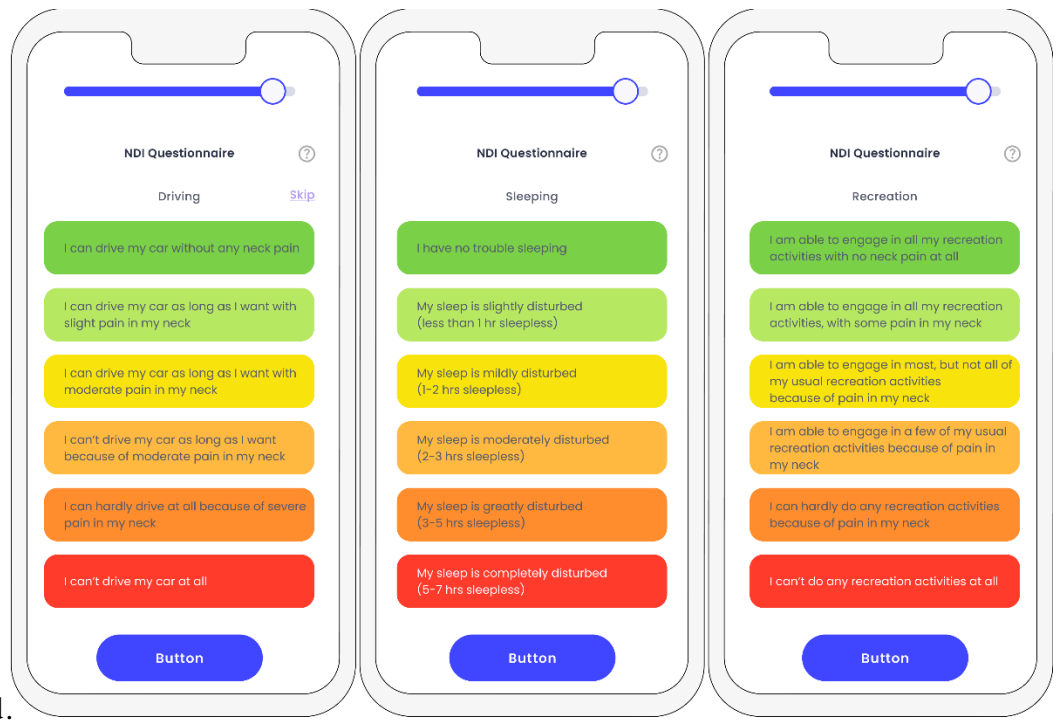 NDI Questionnaire
?
Driving
Skip
I can drive my car without any neck pain
I can drive my car as long as I want with
slight pain in my neck
I can drive my car as long as I want with
moderate pain in my neck
I can't drive my car as long as I want
because of moderate pain in my neck
I can hardly drive at all because of severe
pain in my neck
I can't drive my car at all
Button
NDI Questionnaire
?
Sleeping
I have no trouble sleeping
My sleep is slightly disturbed
(less than 1 hr sleepless)
My sleep is mildly disturbed
(1-2 hrs sleepless)
My sleep is moderately disturbed
(2-3 hrs sleepless)
My sleep is greatly disturbed
(3-5 hrs sleepless)
My sleep is completely disturbed
(5-7 hrs sleepless)
Button
NDI Questionnaire
?
Recreation
I am able to engage in all my recreation
activities with no neck pain at all
I am able to engage in all my recreation
activities, with some pain in my neck
I am able to engage in most, but not all of
my usual recreation activities
because of pain in my neck
I am able to engage in a few of my usual
recreation activities because of pain in
my neck
I can hardly do any recreation activities
because of pain in my neck
I can't do any recreation activities at all
Button